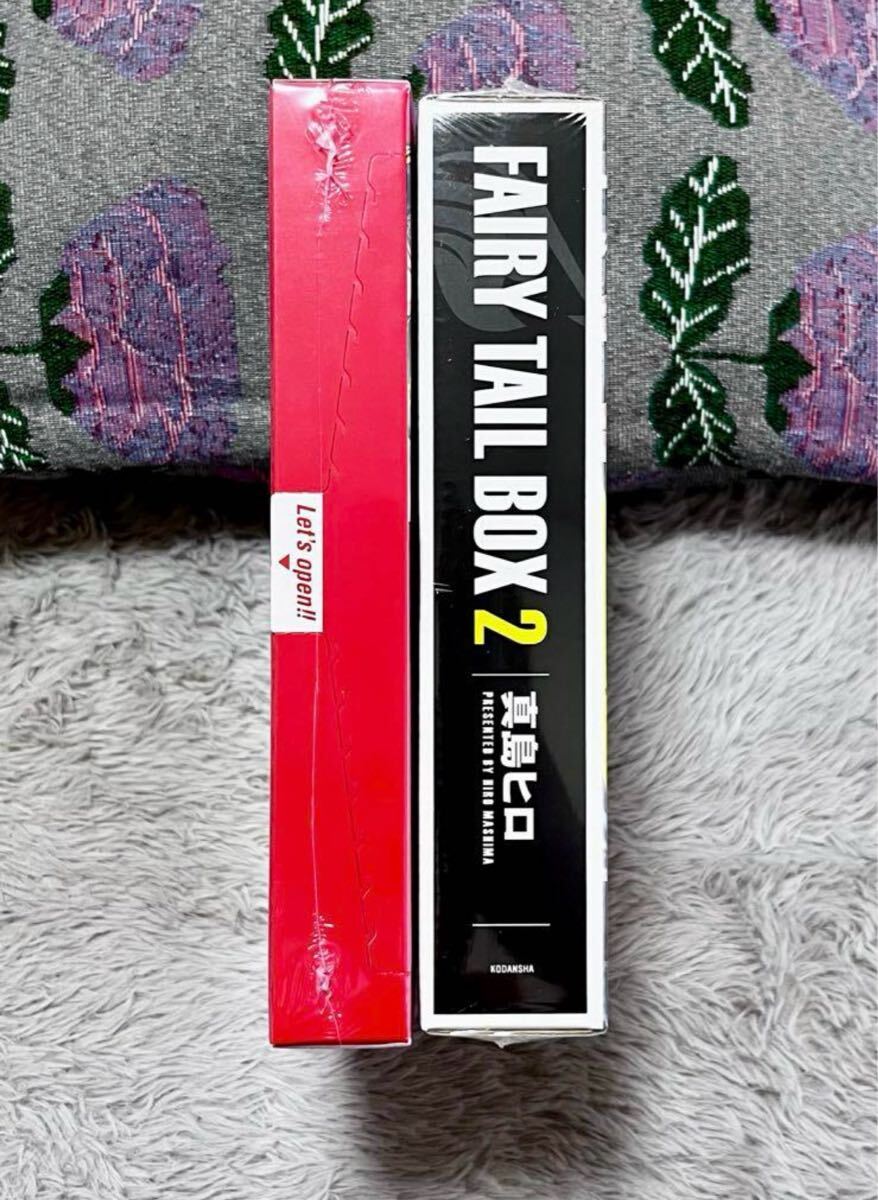 Let's open!!
FAIRY TAIL BOX 2
真島ヒロ
PRESENTED BY HIRO MASHIMA
KODANSHA